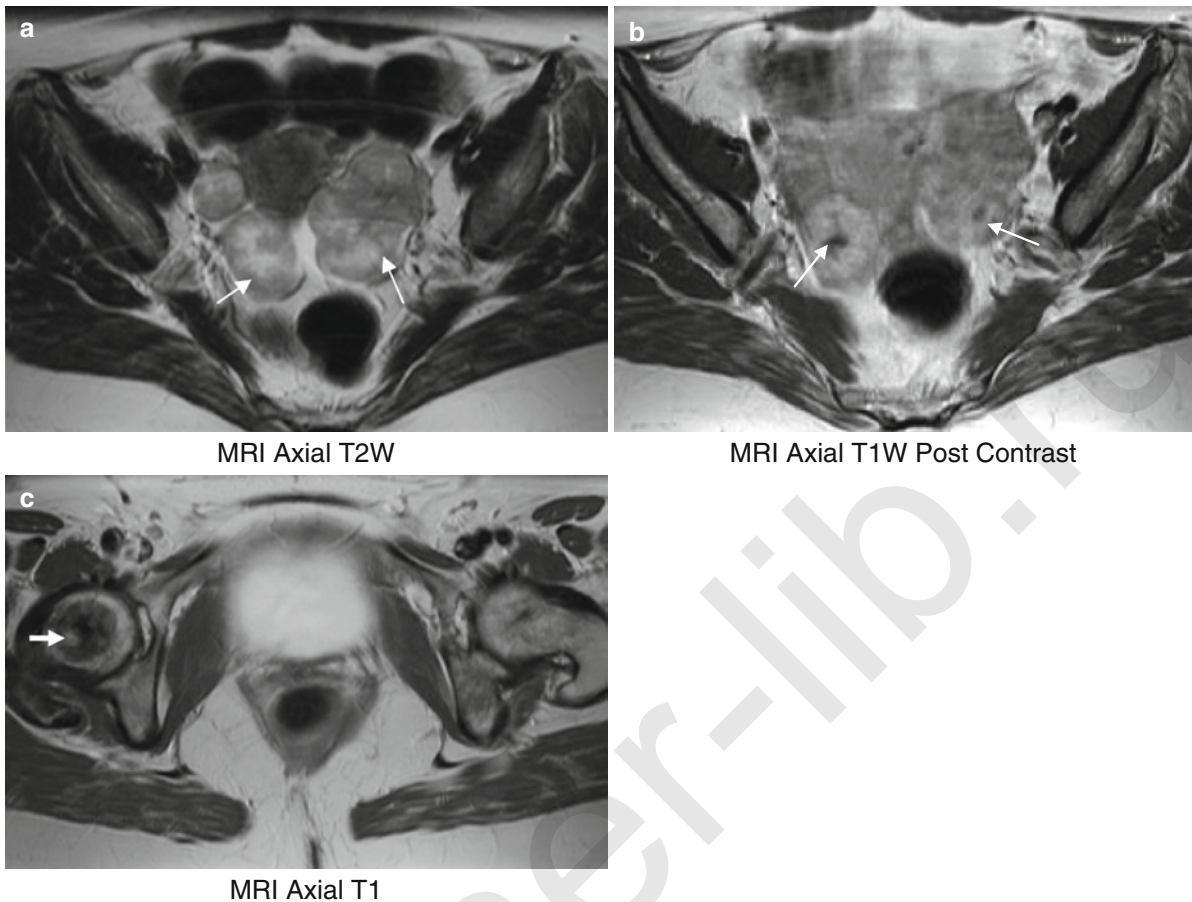 a
b
MRI Axial T2W
MRI Axial T1W Post Contrast
c
MRI Axial T1